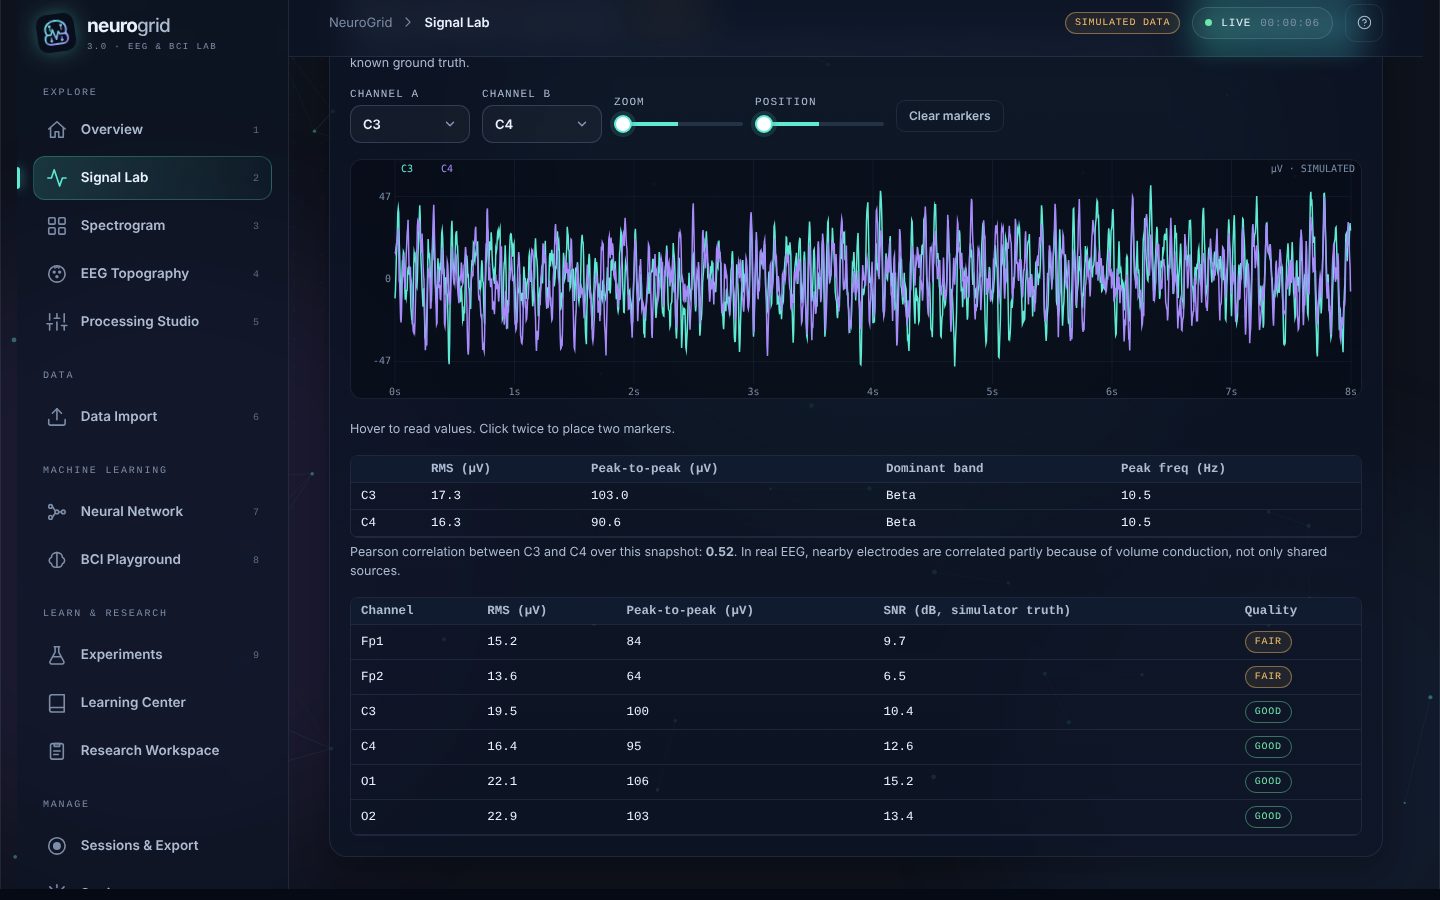 neurogrid
3.0 · EEG & BCI LAB
EXPLORE
Overview 1
Signal Lab 2
Spectrogram 3
EEG Topography 4
Processing Studio 5
DATA
Data Import 6
MACHINE LEARNING
Neural Network 7
BCI Playground 8
LEARN & RESEARCH
Experiments 9
Learning Center
Research Workspace
MANAGE
Sessions & Export
NeuroGrid > Signal Lab
SIMULATED DATA
LIVE 00:00:06
known ground truth.
CHANNEL A CHANNEL B ZOOM POSITION
C3 C4 Clear markers
C3 C4 µV · SIMULATED
47
0
-47
0s 1s 2s 3s 4s 5s 6s 7s 8s
Hover to read values. Click twice to place two markers.
RMS (µV) Peak-to-peak (µV) Dominant band Peak freq (Hz)
C3 17.3 103.0 Beta 10.5
C4 16.3 90.6 Beta 10.5
Pearson correlation between C3 and C4 over this snapshot: 0.52. In real EEG, nearby electrodes are correlated partly because of volume conduction, not only shared
sources.
Channel RMS (µV) Peak-to-peak (µV) SNR (dB, simulator truth) Quality
Fp1 15.2 84 9.7 FAIR
Fp2 13.6 64 6.5 FAIR
C3 19.5 100 10.4 GOOD
C4 16.4 95 12.6 GOOD
O1 22.1 106 15.2 GOOD
O2 22.9 103 13.4 GOOD